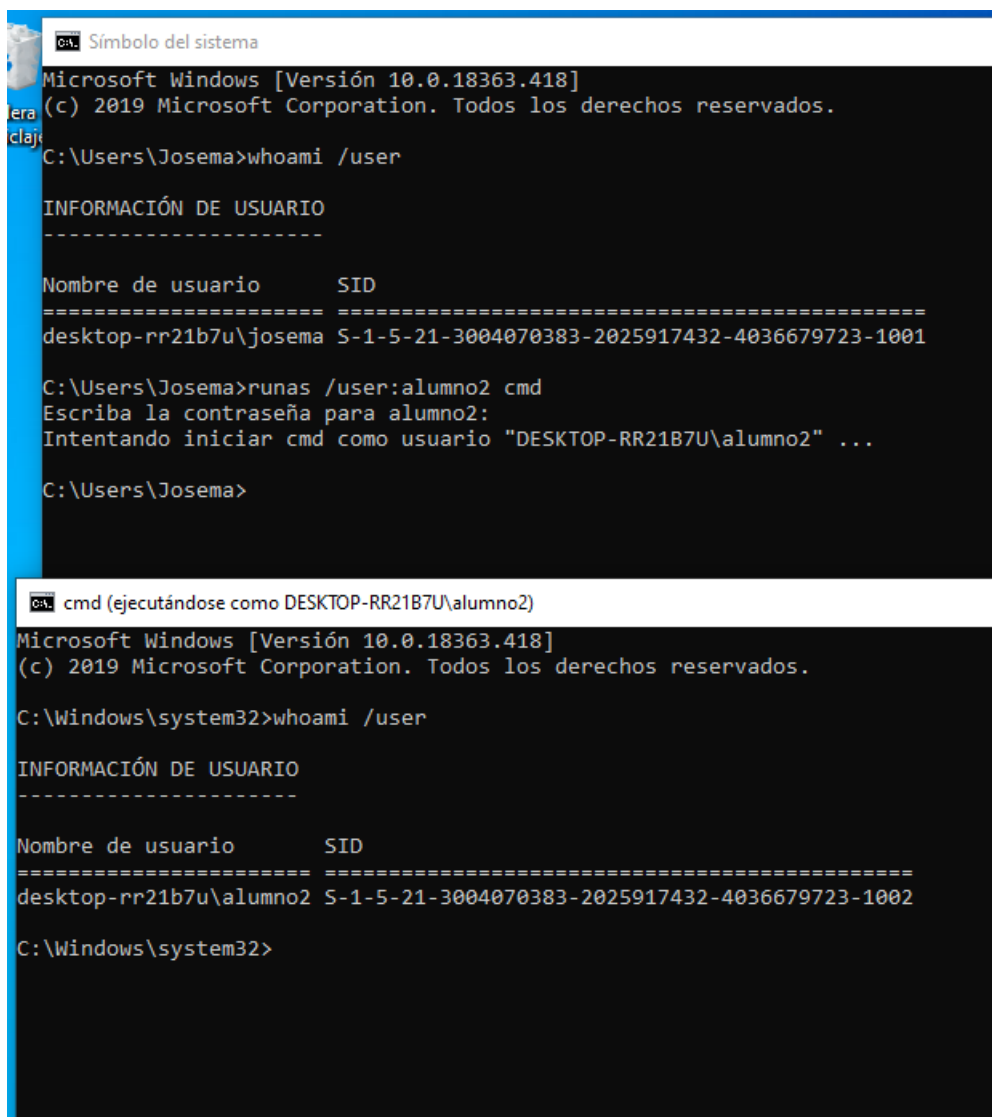 Símbolo del sistema
Microsoft Windows [Versión 10.0.18363.418]
(c) 2019 Microsoft Corporation. Todos los derechos reservados.
C:\Users\Josema>whoami /user
INFORMACIÓN DE USUARIO
----------------------
Nombre de usuario      SID
====================== ==============================================
desktop-rr21b7u\josema S-1-5-21-3004070383-2025917432-4036679723-1001
C:\Users\Josema>runas /user:alumno2 cmd
Escriba la contraseña para alumno2:
Intentando iniciar cmd como usuario "DESKTOP-RR21B7U\alumno2" ...
C:\Users\Josema>
cmd (ejecutándose como DESKTOP-RR21B7U\alumno2)
Microsoft Windows [Versión 10.0.18363.418]
(c) 2019 Microsoft Corporation. Todos los derechos reservados.
C:\Windows\system32>whoami /user
INFORMACIÓN DE USUARIO
----------------------
Nombre de usuario       SID
======================= ==============================================
desktop-rr21b7u\alumno2 S-1-5-21-3004070383-2025917432-4036679723-1002
C:\Windows\system32>